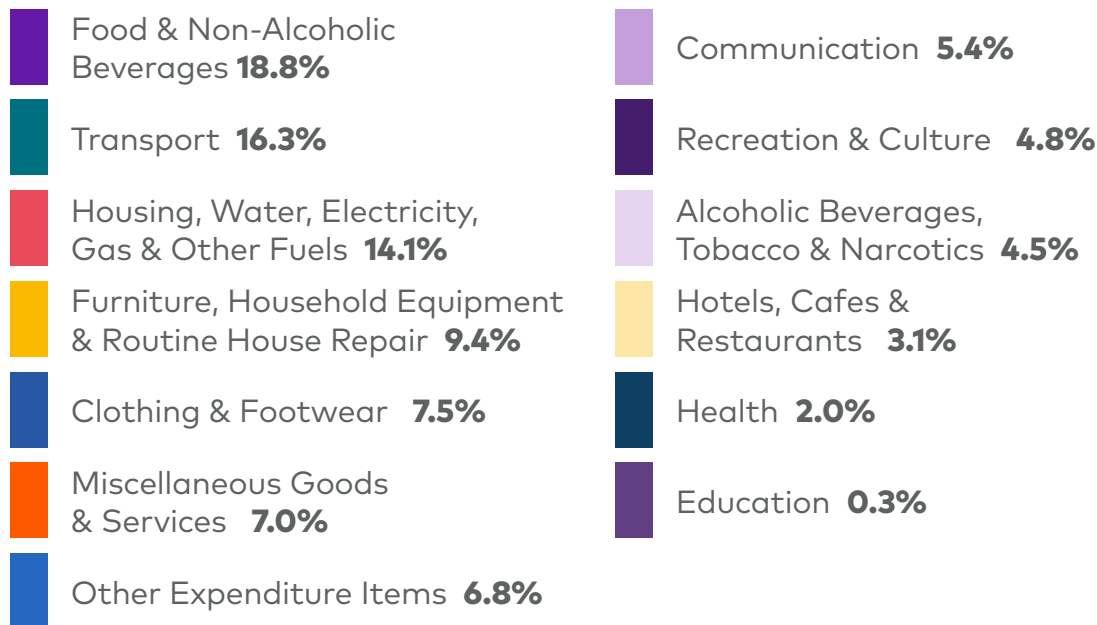 Food & Non-Alcoholic
Beverages 18.8%
Transport 16.3%
Housing, Water, Electricity,
Gas & Other Fuels 14.1%
Furniture, Household Equipment
& Routine House Repair 9.4%
Clothing & Footwear 7.5%
Miscellaneous Goods
& Services 7.0%
Other Expenditure Items 6.8%
Communication 5.4%
Recreation & Culture 4.8%
Alcoholic Beverages,
Tobacco & Narcotics 4.5%
Hotels, Cafes &
Restaurants 3.1%
Health 2.0%
Education 0.3%